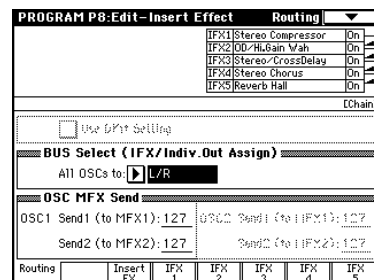 PROGRAM P8:Edit-Insert Effect Routing
IFX1 Stereo Compressor On
IFX2 OD/Hi.Gain Wah On
IFX3 Stereo/CrossDelay On
IFX4 Stereo Chorus On
IFX5 Reverb Hall On
[Chain
Use DKit Setting
BUS Select (IFX/Indiv.Out Assign)
All OSCs to: L/R
OSC MFX Send
OSC1 Send1 (to MFX1): 127 OSC2 Send1 (to MFX1): 127
Send2 (to MFX2): 127 Send2 (to MFX2): 127
Routing Insert FX IFX 1 IFX 2 IFX 3 IFX 4 IFX 5